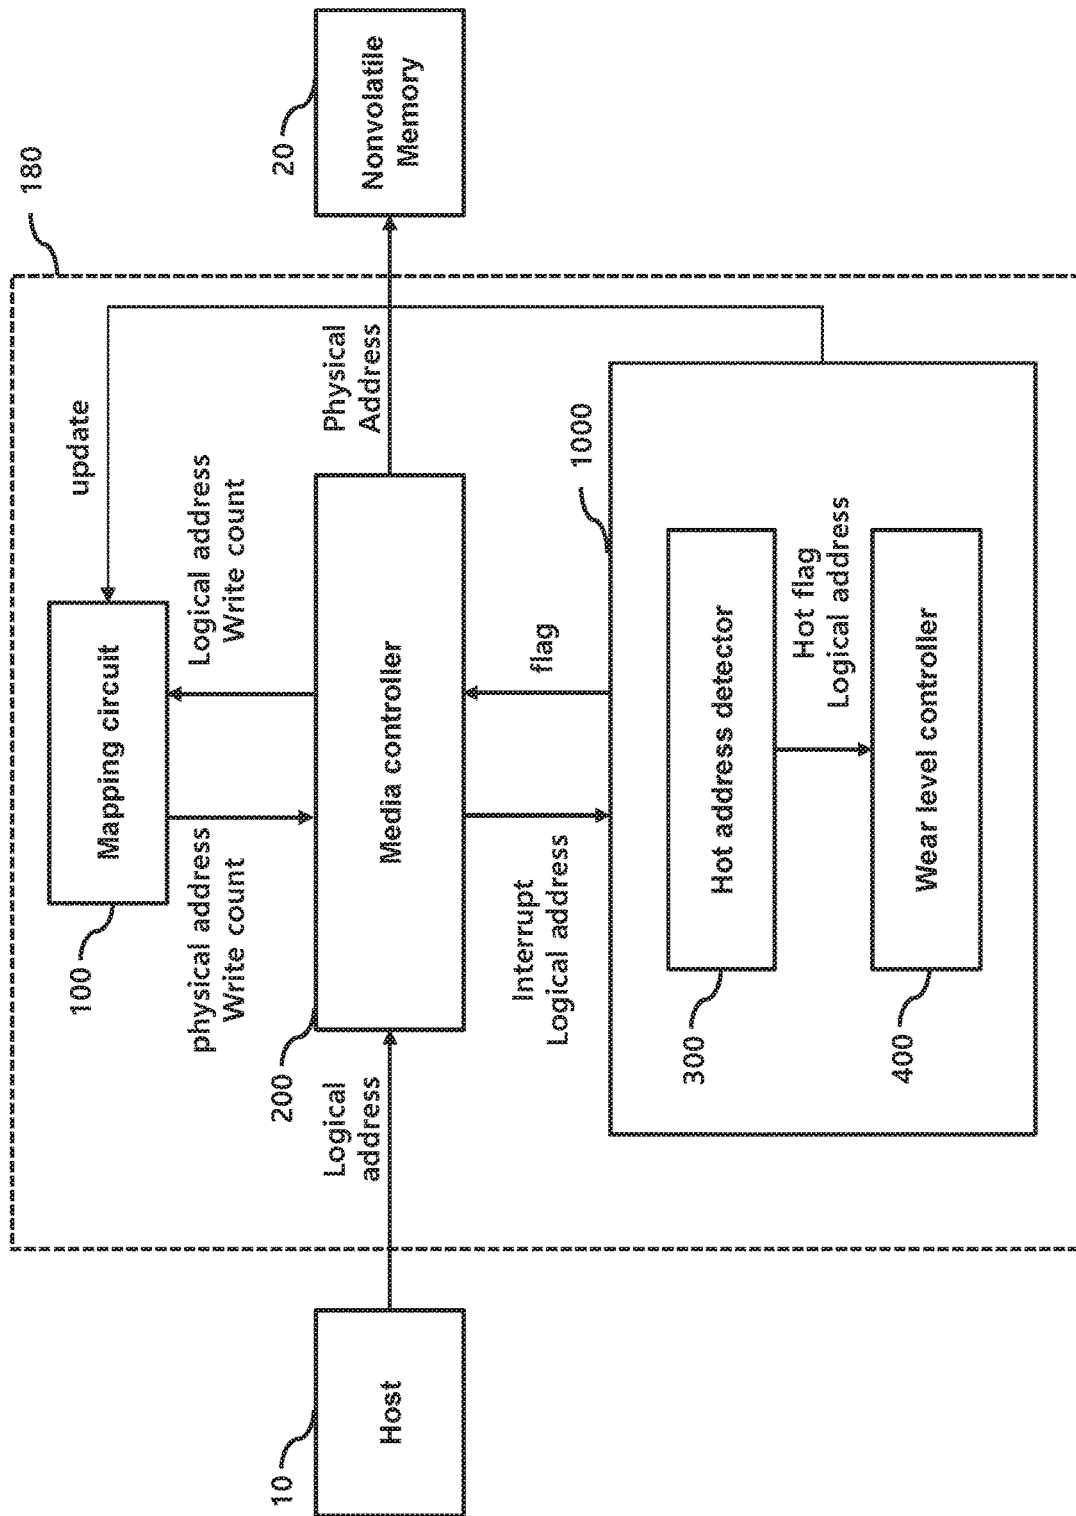 180
update
100
Mapping circuit
physical address
Write count
Logical address
Write count
10
Host
Logical
address
200
Media controller
Physical
Address
20
Nonvolatile
Memory
Interrupt
Logical address
flag
1000
300
Hot address detector
Hot flag
Logical address
400
Wear level controller